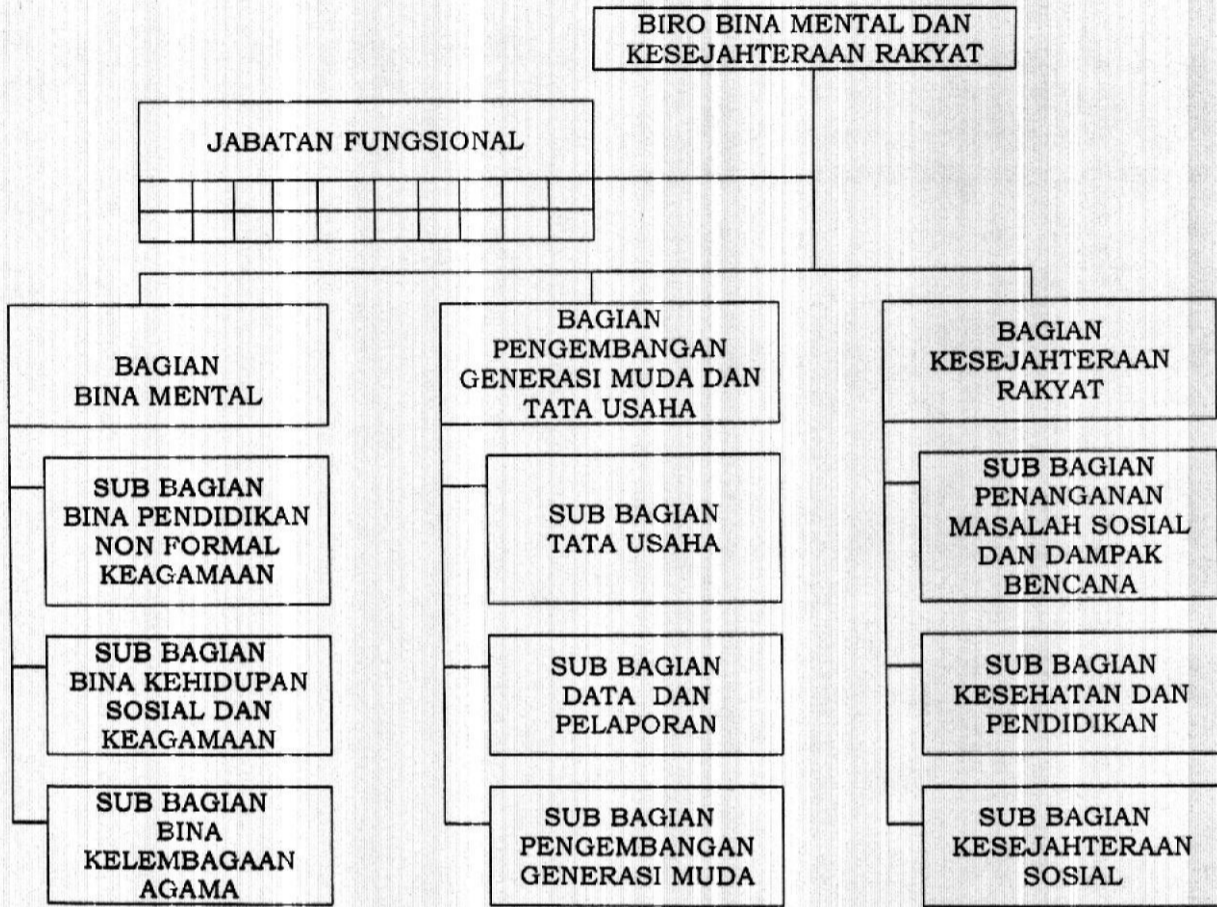 BIRO BINA MENTAL DAN
KESEJAHTERAAN RAKYAT
JABATAN FUNGSIONAL
BAGIAN
BINA MENTAL
SUB BAGIAN
BINA PENDIDIKAN
NON FORMAL
KEAGAMAAN
SUB BAGIAN
BINA KEHIDUPAN
SOSIAL DAN
KEAGAMAAN
SUB BAGIAN
BINA
KELEMBAGAAN
AGAMA
BAGIAN
PENGEMBANGAN
GENERASI MUDA DAN
TATA USAHA
SUB BAGIAN
TATA USAHA
SUB BAGIAN
DATA DAN
PELAPORAN
SUB BAGIAN
PENGEMBANGAN
GENERASI MUDA
BAGIAN
KESEJAHTERAAN
RAKYAT
SUB BAGIAN
PENANGANAN
MASALAH SOSIAL
DAN DAMPAK
BENCANA
SUB BAGIAN
KESEHATAN DAN
PENDIDIKAN
SUB BAGIAN
KESEJAHTERAAN
SOSIAL